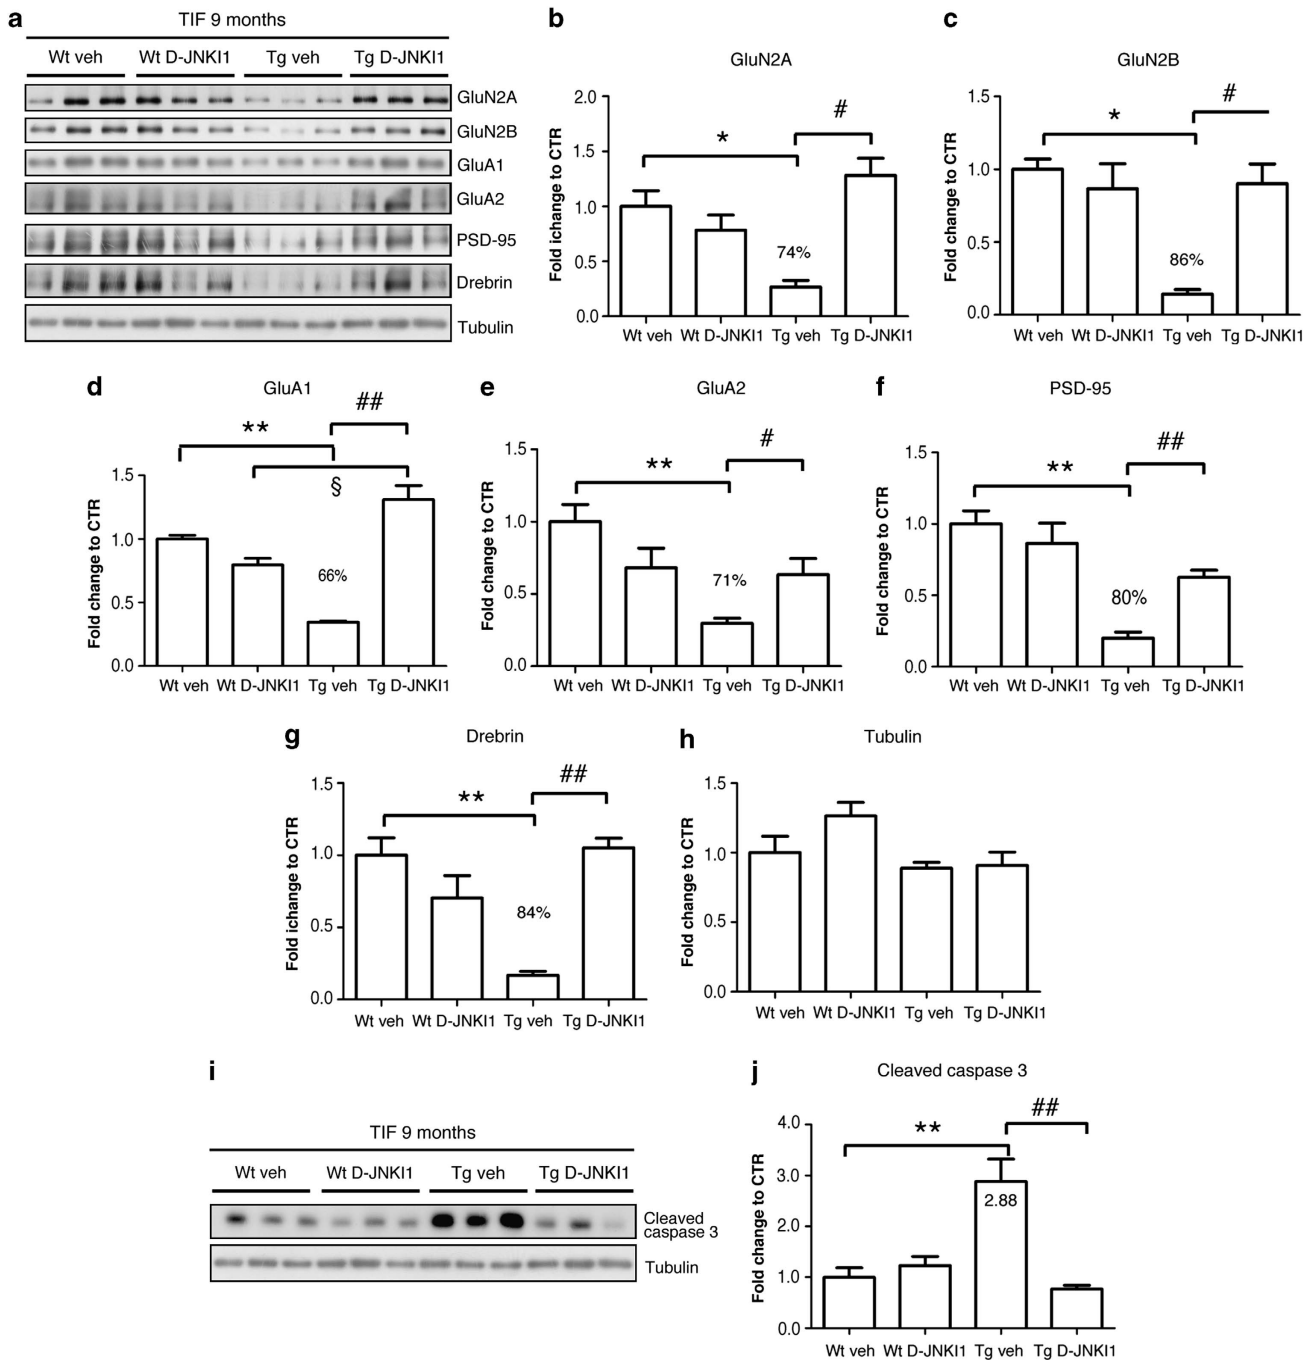 a
TIF 9 months
Wt veh Wt D-JNKI1 Tg veh Tg D-JNKI1
GluN2A
GluN2B
GluA1
GluA2
PSD-95
Drebrin
Tubulin
b
GluN2A
Fold ichange to CTR
2.0
1.5
1.0
0.5
0.0
*
#
74%
Wt veh Wt D-JNKI1 Tg veh Tg D-JNKI1
c
GluN2B
Fold change to CTR
1.5
1.0
0.5
0.0
*
#
86%
Wt veh Wt D-JNKI1 Tg veh Tg D-JNKI1
d
GluA1
Fold change to CTR
1.5
1.0
0.5
0.0
**
##
§
66%
Wt veh Wt D-JNKI1 Tg veh Tg D-JNKI1
e
GluA2
Fold change to CTR
1.5
1.0
0.5
0.0
**
#
71%
Wt veh Wt D-JNKI1 Tg veh Tg D-JNKI1
f
PSD-95
Fold change to CTR
1.5
1.0
0.5
0.0
**
##
80%
Wt veh Wt D-JNKI1 Tg veh Tg D-JNKI1
g
Drebrin
Fold ichange to CTR
1.5
1.0
0.5
0.0
**
##
84%
Wt veh Wt D-JNKI1 Tg veh Tg D-JNKI1
h
Tubulin
Fold change to CTR
1.5
1.0
0.5
0.0
Wt veh Wt D-JNKI1 Tg veh Tg D-JNKI1
i
TIF 9 months
Wt veh Wt D-JNKI1 Tg veh Tg D-JNKI1
Cleaved
caspase 3
Tubulin
j
Cleaved caspase 3
Fold change to CTR
4.0
3.0
2.0
1.0
0.0
**
##
2.88
Wt veh Wt D-JNKI1 Tg veh Tg D-JNKI1